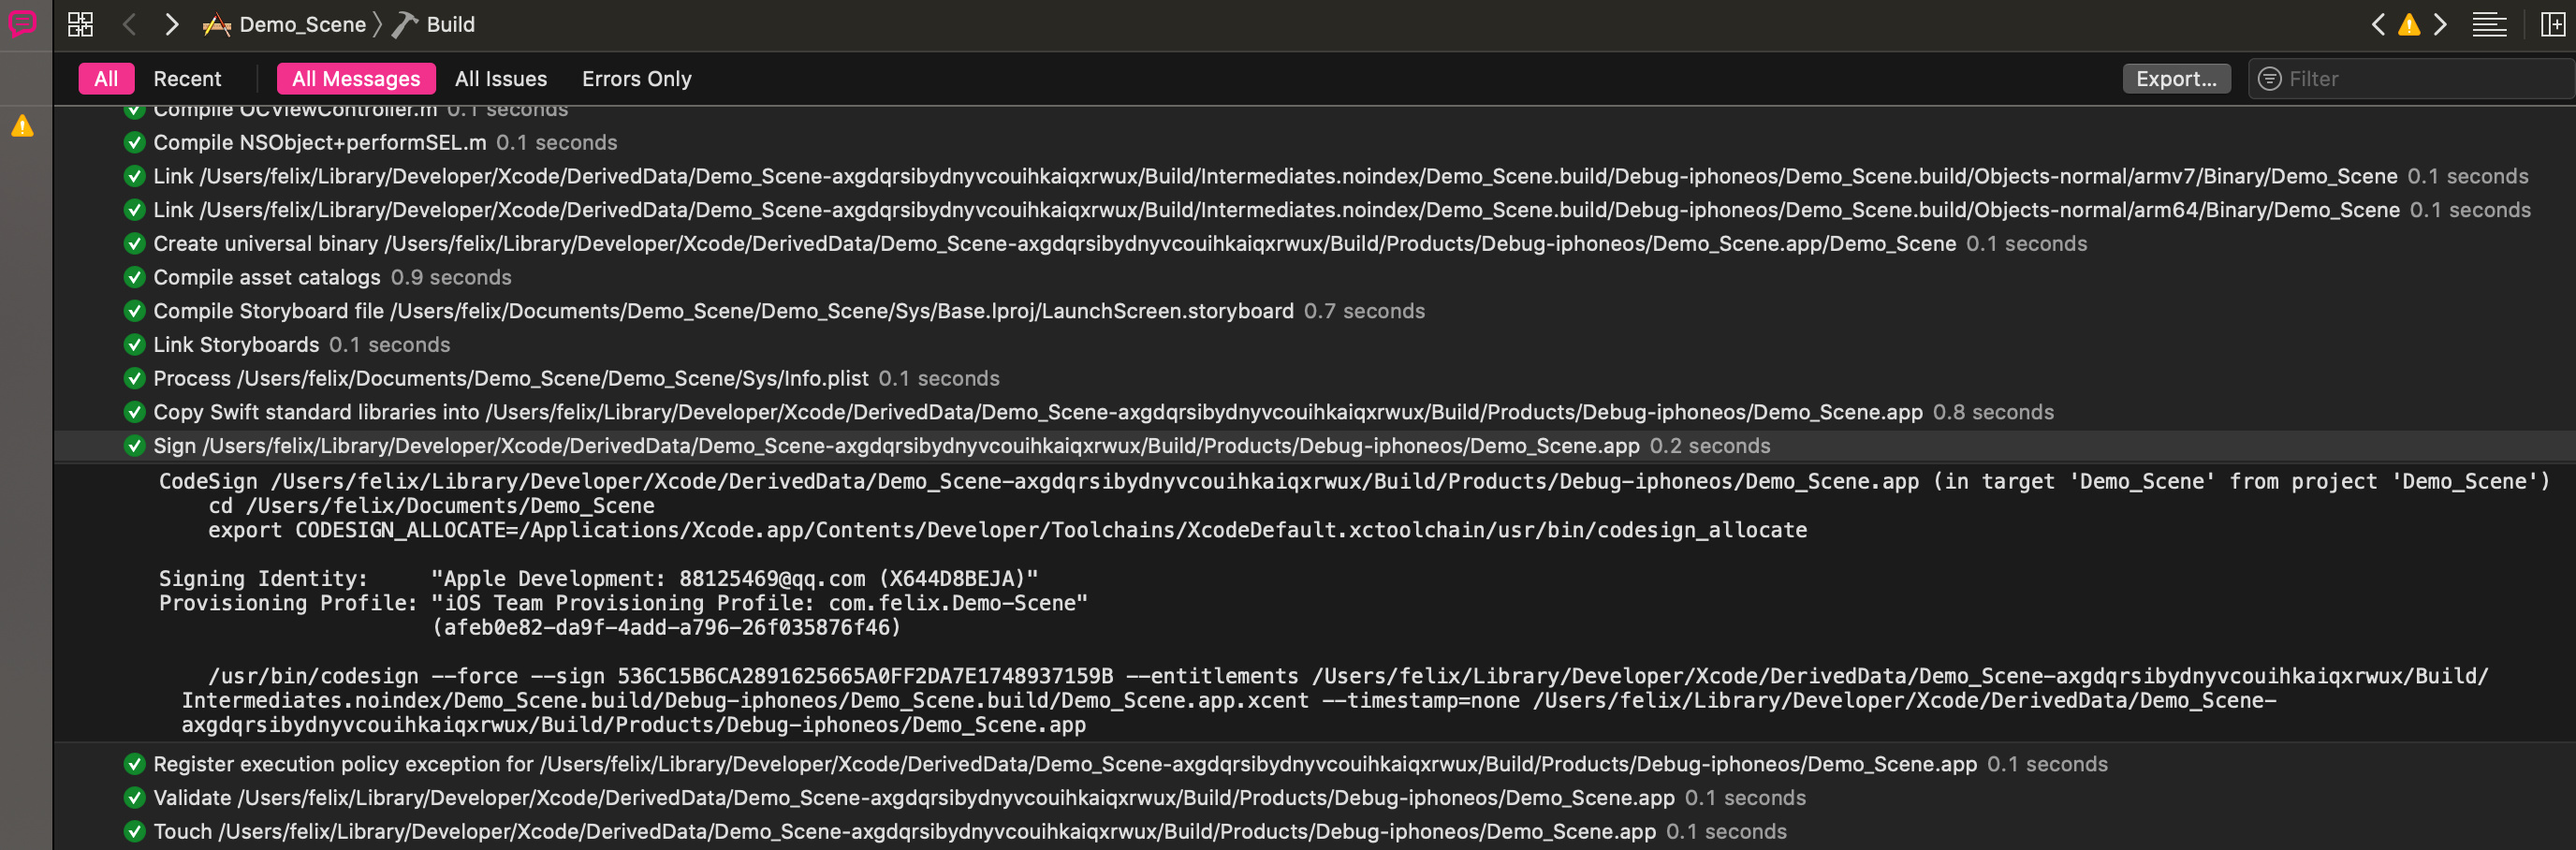 Demo_Scene Build
All Recent All Messages All Issues Errors Only Export... Filter
Compile OCViewController.m 0.1 seconds
Compile NSObject+performSEL.m 0.1 seconds
Link /Users/felix/Library/Developer/Xcode/DerivedData/Demo_Scene-axgdqrsibydnyvcouihkaiqxrwux/Build/Intermediates.noindex/Demo_Scene.build/Debug-iphoneos/Demo_Scene.build/Objects-normal/armv7/Binary/Demo_Scene 0.1 seconds
Link /Users/felix/Library/Developer/Xcode/DerivedData/Demo_Scene-axgdqrsibydnyvcouihkaiqxrwux/Build/Intermediates.noindex/Demo_Scene.build/Debug-iphoneos/Demo_Scene.build/Objects-normal/arm64/Binary/Demo_Scene 0.1 seconds
Create universal binary /Users/felix/Library/Developer/Xcode/DerivedData/Demo_Scene-axgdqrsibydnyvcouihkaiqxrwux/Build/Products/Debug-iphoneos/Demo_Scene.app/Demo_Scene 0.1 seconds
Compile asset catalogs 0.9 seconds
Compile Storyboard file /Users/felix/Documents/Demo_Scene/Demo_Scene/Sys/Base.lproj/LaunchScreen.storyboard 0.7 seconds
Link Storyboards 0.1 seconds
Process /Users/felix/Documents/Demo_Scene/Demo_Scene/Sys/Info.plist 0.1 seconds
Copy Swift standard libraries into /Users/felix/Library/Developer/Xcode/DerivedData/Demo_Scene-axgdqrsibydnyvcouihkaiqxrwux/Build/Products/Debug-iphoneos/Demo_Scene.app 0.8 seconds
Sign /Users/felix/Library/Developer/Xcode/DerivedData/Demo_Scene-axgdqrsibydnyvcouihkaiqxrwux/Build/Products/Debug-iphoneos/Demo_Scene.app 0.2 seconds
CodeSign /Users/felix/Library/Developer/Xcode/DerivedData/Demo_Scene-axgdqrsibydnyvcouihkaiqxrwux/Build/Products/Debug-iphoneos/Demo_Scene.app (in target 'Demo_Scene' from project 'Demo_Scene')
cd /Users/felix/Documents/Demo_Scene
export CODESIGN_ALLOCATE=/Applications/Xcode.app/Contents/Developer/Toolchains/XcodeDefault.xctoolchain/usr/bin/codesign_allocate
Signing Identity: "Apple Development: 88125469@qq.com (X644D8BEJA)"
Provisioning Profile: "iOS Team Provisioning Profile: com.felix.Demo-Scene"
(afeb0e82-da9f-4add-a796-26f035876f46)
/usr/bin/codesign --force --sign 536C15B6CA2891625665A0FF2DA7E1748937159B --entitlements /Users/felix/Library/Developer/Xcode/DerivedData/Demo_Scene-axgdqrsibydnyvcouihkaiqxrwux/Build/
Intermediates.noindex/Demo_Scene.build/Debug-iphoneos/Demo_Scene.build/Demo_Scene.app.xcent --timestamp=none /Users/felix/Library/Developer/Xcode/DerivedData/Demo_Scene-
axgdqrsibydnyvcouihkaiqxrwux/Build/Products/Debug-iphoneos/Demo_Scene.app
Register execution policy exception for /Users/felix/Library/Developer/Xcode/DerivedData/Demo_Scene-axgdqrsibydnyvcouihkaiqxrwux/Build/Products/Debug-iphoneos/Demo_Scene.app 0.1 seconds
Validate /Users/felix/Library/Developer/Xcode/DerivedData/Demo_Scene-axgdqrsibydnyvcouihkaiqxrwux/Build/Products/Debug-iphoneos/Demo_Scene.app 0.1 seconds
Touch /Users/felix/Library/Developer/Xcode/DerivedData/Demo_Scene-axgdqrsibydnyvcouihkaiqxrwux/Build/Products/Debug-iphoneos/Demo_Scene.app 0.1 seconds